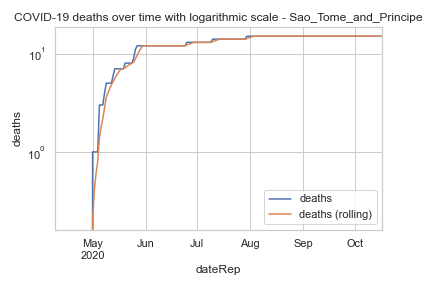 COVID-19 deaths over time with logarithmic scale - Sao_Tome_and_Principe
10¹
10⁰
deaths
deaths
deaths (rolling)
May
2020
Jun
Jul
Aug
Sep
Oct
dateRep